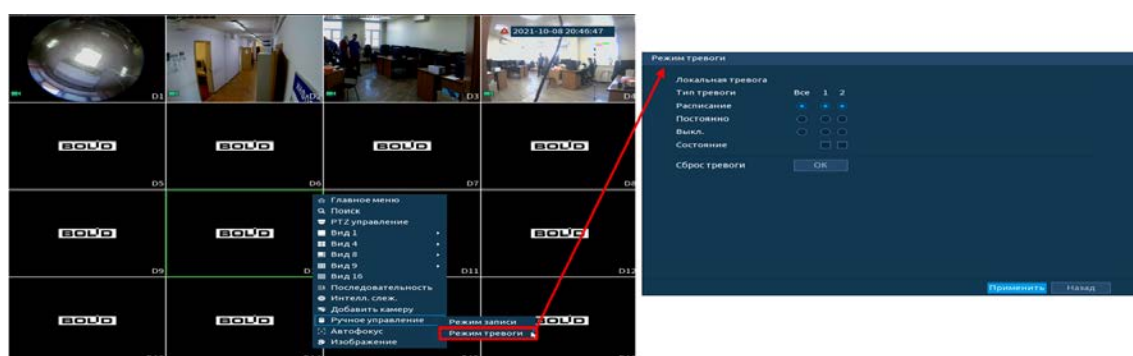 2021-10-08 20:46:47
D1
D2
D3
D4
BOLID
BOLID
BOLID
BOLID
D5
D6
D7
D8
BOLID
BOLID
BOLID
D9
D11
D12
BOLID
BOLID
BOLID
Главное меню
Поиск
PTZ управление
Вид 1
Вид 4
Вид 8
Вид 9
Вид 16
Последовательность
Интелл. слеж.
Добавить камеру
Ручное управление
Автофокус
Изображение
Режим записи
Режим тревоги
Режим тревоги
Локальная тревога
Тип тревоги Все 1 2
Расписание
Постоянно
Выкл.
Состояние
Сброс тревоги OK
Применить Назад